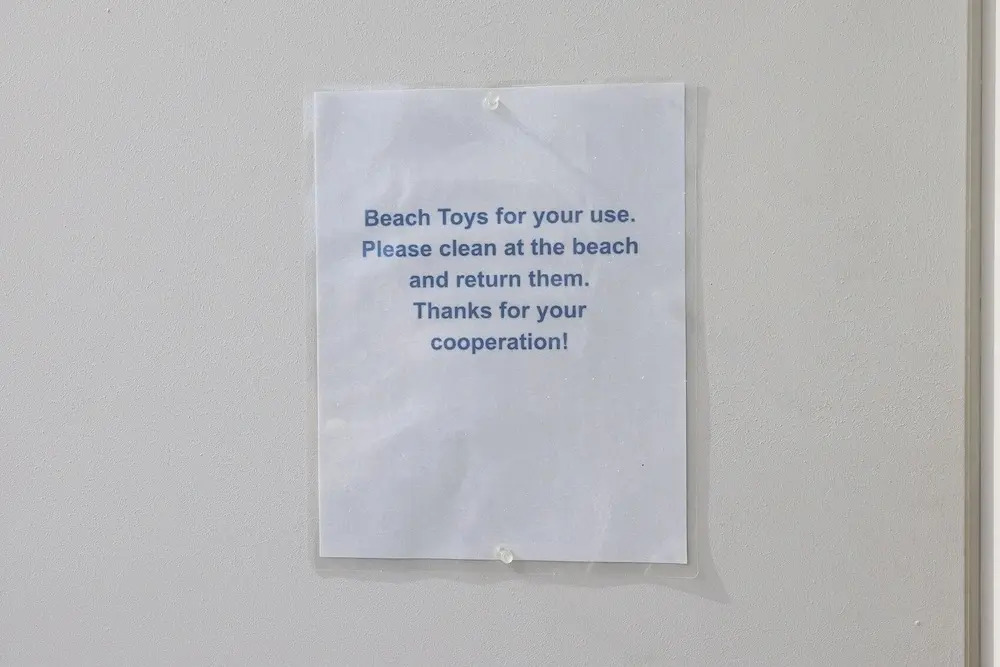 Beach Toys for your use.
Please clean at the beach
and return them.
Thanks for your
cooperation!